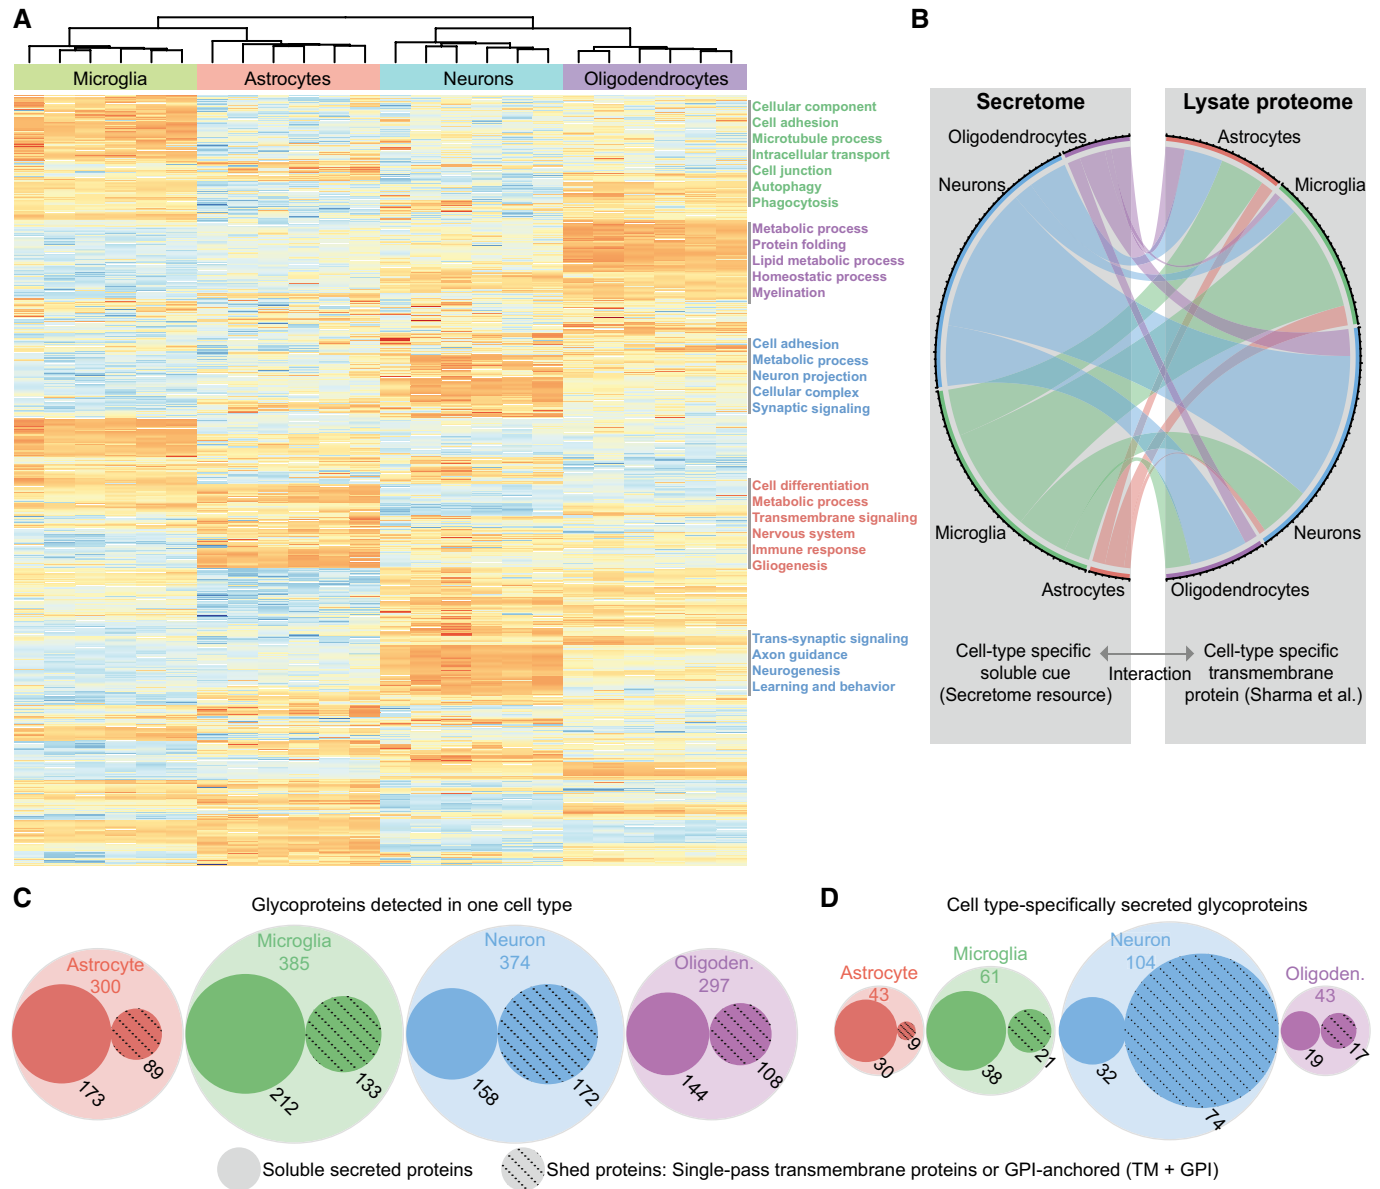 A
Microglia
Astrocytes
Neurons
Oligodendrocytes
Cellular component
Cell adhesion
Microtubule process
Intracellular transport
Cell junction
Autophagy
Phagocytosis
Metabolic process
Protein folding
Lipid metabolic process
Homeostatic process
Myelination
Cell adhesion
Metabolic process
Neuron projection
Cellular complex
Synaptic signaling
Cell differentiation
Metabolic process
Transmembrane signaling
Nervous system
Immune response
Gliogenesis
Trans-synaptic signaling
Axon guidance
Neurogenesis
Learning and behavior
B
Secretome
Lysate proteome
Oligodendrocytes
Astrocytes
Neurons
Microglia
Microglia
Neurons
Astrocytes
Oligodendrocytes
Cell-type specific
soluble cue
(Secretome resource)
Interaction
Cell-type specific
transmembrane
protein (Sharma et al.)
C
Glycoproteins detected in one cell type
Astrocyte
300
173
89
Microglia
385
212
133
Neuron
374
158
172
Oligoden.
297
144
108
D
Cell type-specifically secreted glycoproteins
Astrocyte
43
30
9
Microglia
61
38
21
Neuron
104
32
74
Oligoden.
43
19
17
Soluble secreted proteins
Shed proteins: Single-pass transmembrane proteins or GPI-anchored (TM + GPI)